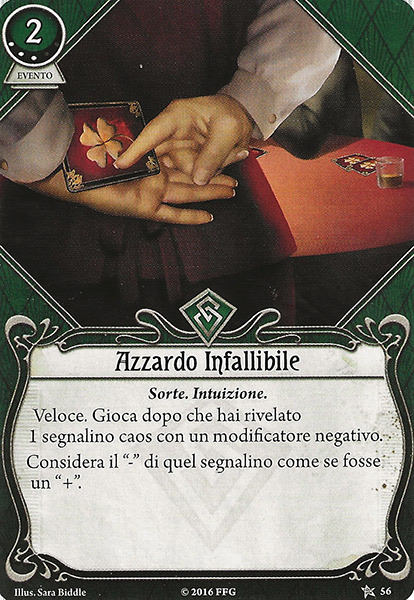 2
EVENTO
Azzardo Infallibile
Sorte. Intuizione.
Veloce. Gioca dopo che hai rivelato
1 segnalino caos con un modificatore negativo.
Considera il “-” di quel segnalino come se fosse
un “+”.
Illus. Sara Biddle © 2016 FFG 56